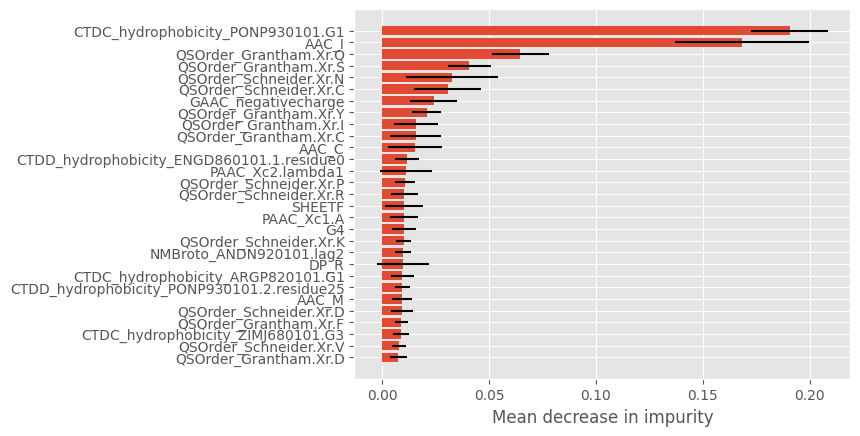 CTDC_hydrophobicity_PONP930101.G1
AAC_I
QSOrder_Grantham.Xr.Q
QSOrder_Grantham.Xr.S
QSOrder_Schneider.Xr.N
QSOrder_Schneider.Xr.C
GAAC_negativecharge
QSOrder_Grantham.Xr.Y
QSOrder_Grantham.Xr.I
QSOrder_Grantham.Xr.C
AAC_C
CTDD_hydrophobicity_ENGD860101.1.residue0
PAAC_Xc2.lambda1
QSOrder_Schneider.Xr.P
QSOrder_Schneider.Xr.R
SHEETF
PAAC_Xc1.A
G4
QSOrder_Schneider.Xr.K
NMBroto_ANDN920101.lag2
DP_R
CTDC_hydrophobicity_ARGP820101.G1
CTDD_hydrophobicity_PONP930101.2.residue25
AAC_M
QSOrder_Schneider.Xr.D
QSOrder_Grantham.Xr.F
CTDC_hydrophobicity_ZIMJ680101.G3
QSOrder_Schneider.Xr.V
QSOrder_Grantham.Xr.D
0.00 0.05 0.10 0.15 0.20
Mean decrease in impurity